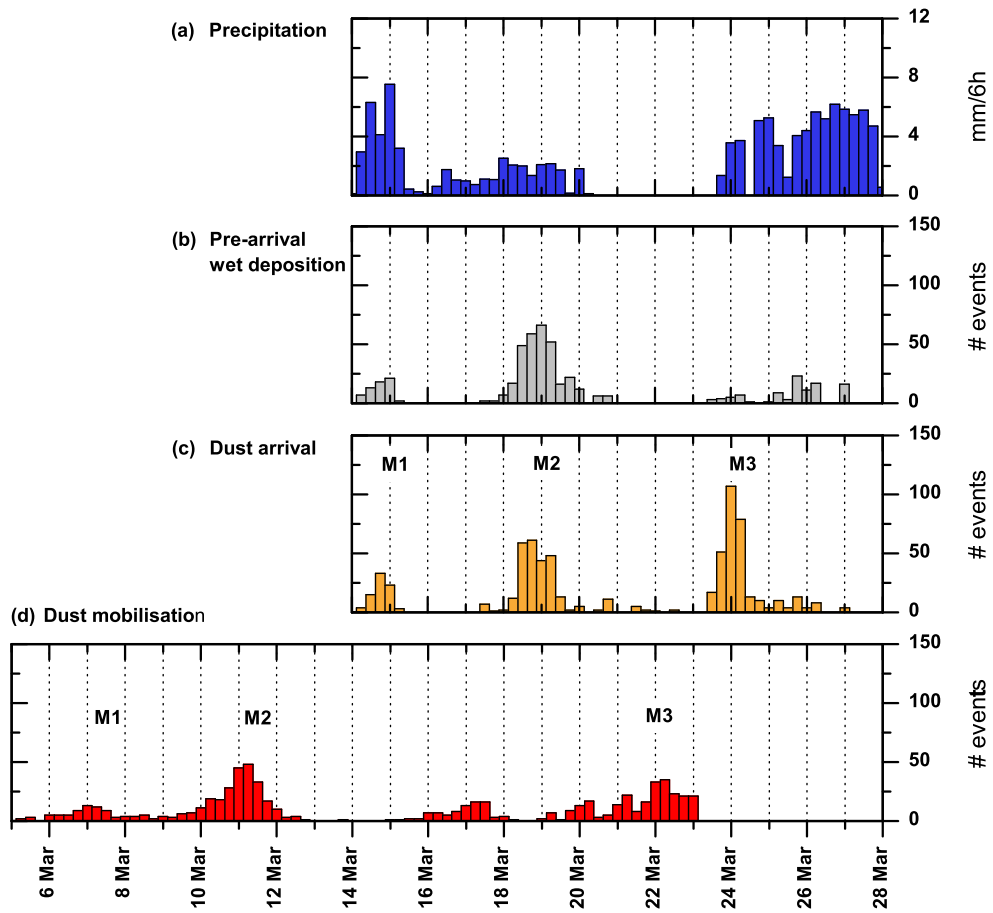 (a) Precipitation
12
8
4
0
mm/6h
(b) Pre-arrival
wet deposition
150
100
50
0
# events
(c) Dust arrival
M1 M2 M3
150
100
50
0
# events
(d) Dust mobilisation
M1 M2 M3
150
100
50
0
# events
6 Mar 8 Mar 10 Mar 12 Mar 14 Mar 16 Mar 18 Mar 20 Mar 22 Mar 24 Mar 26 Mar 28 Mar